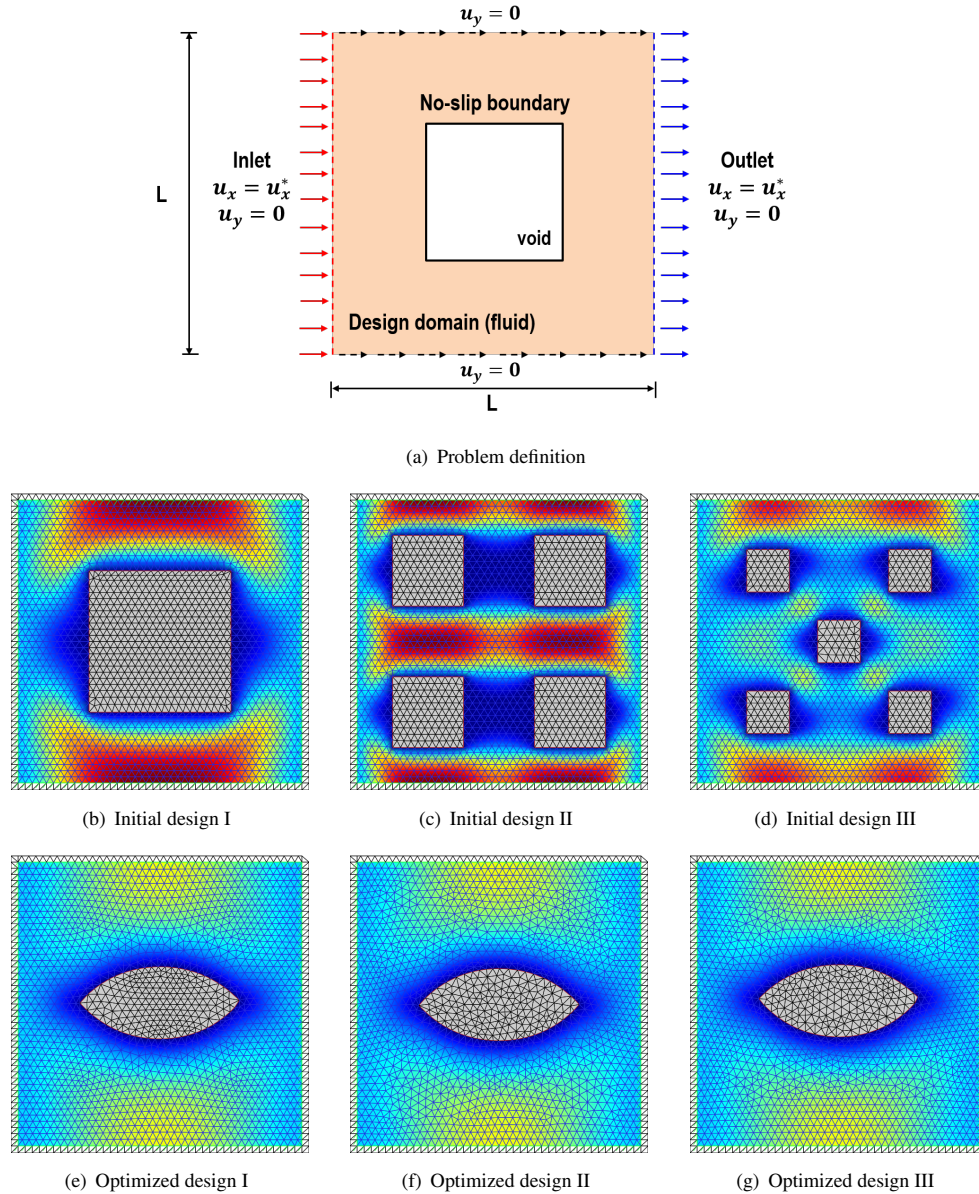 u_y = 0
No-slip boundary
Inlet
u_x = u_x^*
u_y = 0
L
void
Outlet
u_x = u_x^*
u_y = 0
Design domain (fluid)
u_y = 0
L
(a) Problem definition
(b) Initial design I
(c) Initial design II
(d) Initial design III
(e) Optimized design I
(f) Optimized design II
(g) Optimized design III